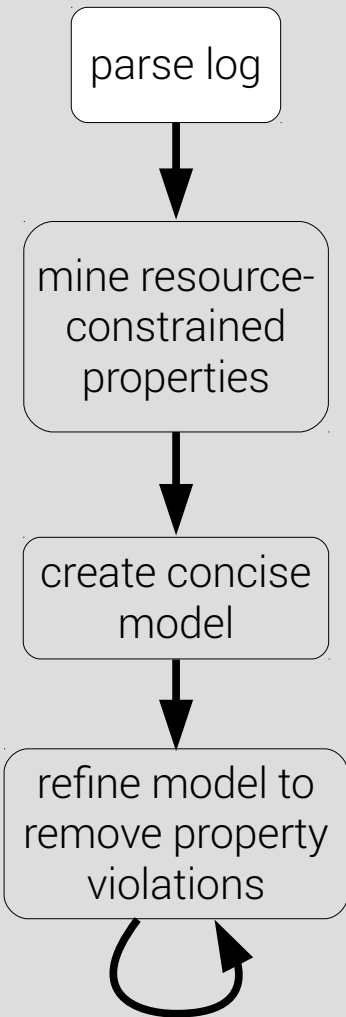 parse log
mine resource-
constrained
properties
create concise
model
refine model to
remove property
violations